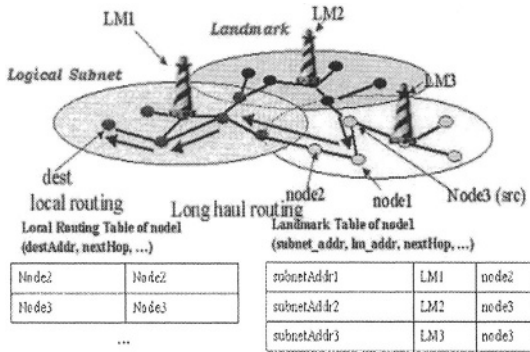 LM1
LM2
Landmark
LM3
Logical Subnet
dest
local routing
Long haul routing
node2
node1
Node3 (src)
Local Routing Table of node1
(destAddr, nextHop, ...)
Node2 Node2
Node3 Node3
...
Landmark Table of node1
(subnet_addr, lm_addr, nextHop, ...)
subnetAddr1 LM1 node2
subnetAddr2 LM2 node3
subnetAddr3 LM3 node3